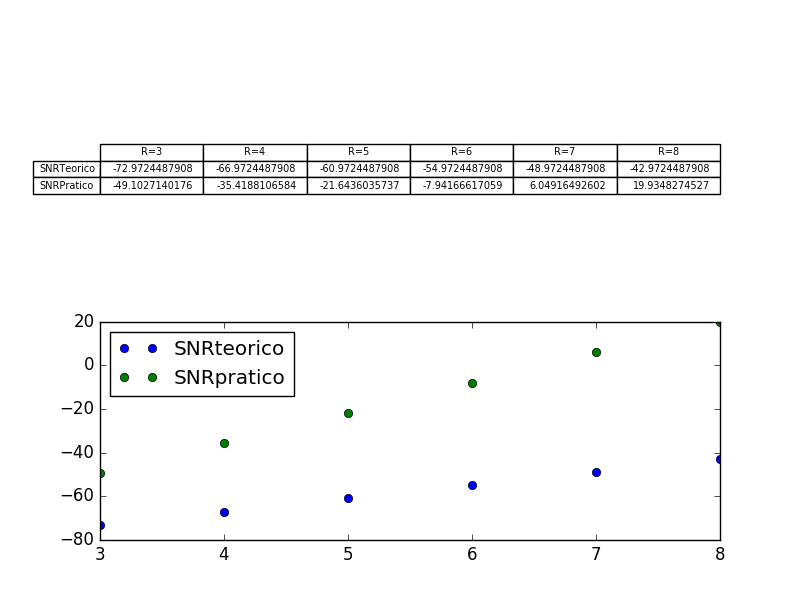 R=3 R=4 R=5 R=6 R=7 R=8
SNRTeorico -72.9724487908 -66.9724487908 -60.9724487908 -54.9724487908 -48.9724487908 -42.9724487908
SNRPratico -49.1027140176 -35.4188106584 -21.6436035737 -7.94166617059 6.04916492602 19.9348274527
20
0
−20
−40
−60
−80
SNRteorico
SNRpratico
3 4 5 6 7 8